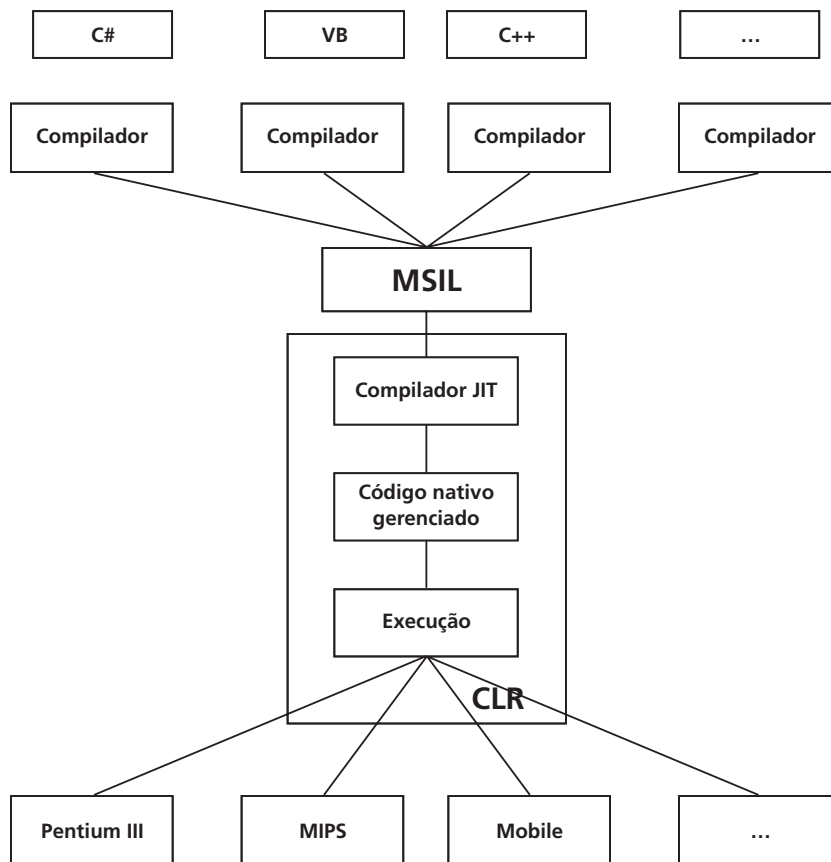 C#
VB
C++
...
Compilador
Compilador
Compilador
Compilador
MSIL
Compilador JIT
Código nativo
gerenciado
Execução
CLR
Pentium III
MIPS
Mobile
...